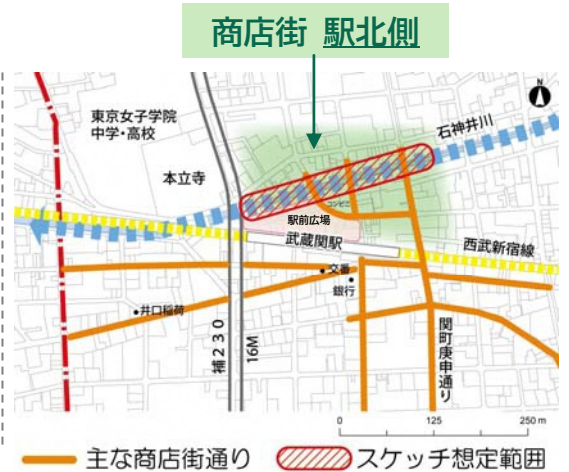 商店街 駅北側
N
東京女子学院
中学・高校
石神井川
本立寺
コンビニ
駅前広場
武蔵関駅
西武新宿線
交番
銀行
井口稲荷
補230
16M
関町庚申通り
0 125 250 m
主な商店街通り スケッチ想定範囲